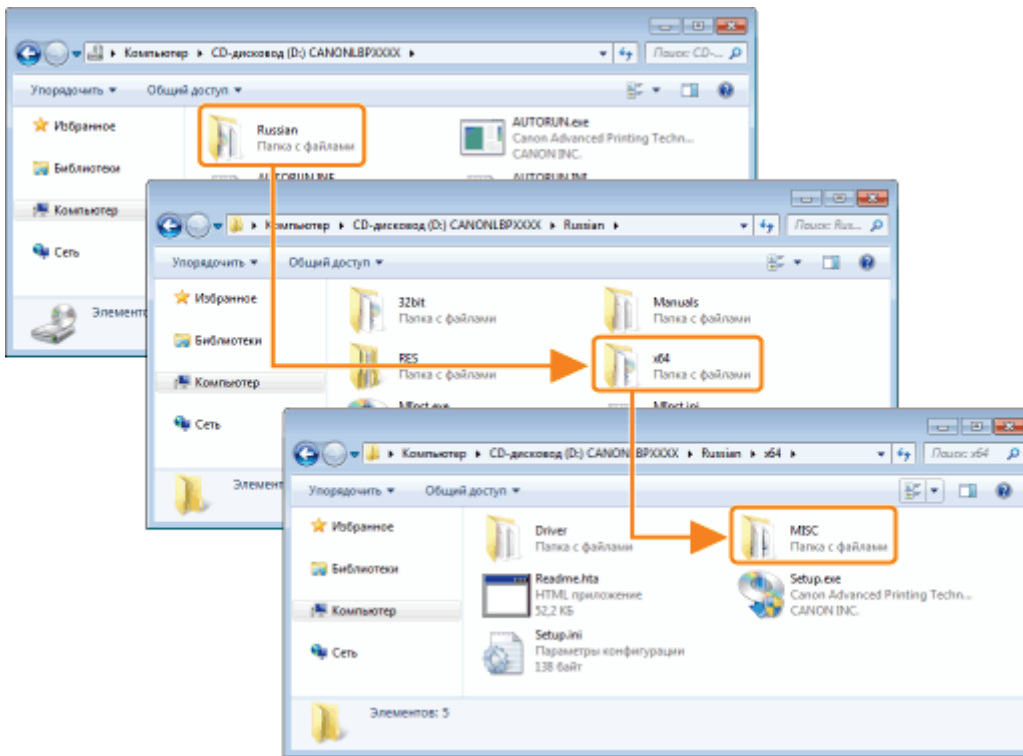 Компьютер ▸ CD-дисковод (D:) CANONLBPXXXX ▸
Поиск: CD-...
Упорядочить ▾ Общий доступ ▾
Избранное
Библиотеки
Компьютер
Сеть
Russian
Папка с файлами
AUTORUN.exe
Canon Advanced Printing Techn...
CANON INC.
Компьютер ▸ CD-дисковод (D:) CANONLBPXXXX ▸ Russian ▸
Поиск: Rus...
Упорядочить ▾ Общий доступ ▾
Избранное
Библиотеки
Компьютер
Сеть
32bit
Папка с файлами
Manuals
Папка с файлами
RES
Папка с файлами
x64
Папка с файлами
Компьютер ▸ CD-дисковод (D:) CANONLBPXXXX ▸ Russian ▸ x64 ▸
Поиск: x64
Упорядочить ▾ Общий доступ ▾
Избранное
Библиотеки
Компьютер
Сеть
Driver
Папка с файлами
MISC
Папка с файлами
Readme.hta
HTML приложение
52,2 КБ
Setup.exe
Canon Advanced Printing Techn...
CANON INC.
Setup.ini
Параметры конфигурации
138 байт
Элементов: 5